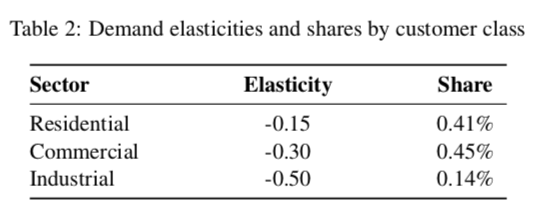 Table 2: Demand elasticities and shares by customer class
Sector Elasticity Share
Residential -0.15 0.41%
Commercial -0.30 0.45%
Industrial -0.50 0.14%